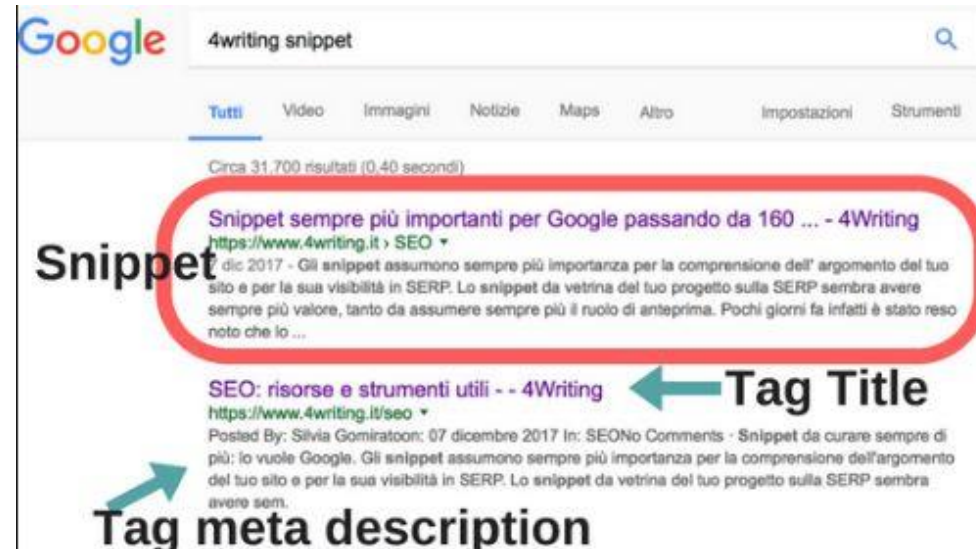 Google 4writing snippet
Tutti Video Immagini Notizie Maps Altro Impostazioni Strumenti
Circa 31.700 risultati (0,40 secondi)
Snippet sempre più importanti per Google passando da 160 ... - 4Writing
https://www.4writing.it › SEO
Snippet
dic 2017 - Gli snippet assumono sempre più importanza per la comprensione dell' argomento del tuo
sito e per la sua visibilità in SERP. Lo snippet da vetrina del tuo progetto sulla SERP sembra avere
sempre più valore, tanto da assumere sempre più il ruolo di anteprima. Pochi giorni fa infatti è stato reso
noto che lo ...
SEO: risorse e strumenti utili - - 4Writing
Tag Title
https://www.4writing.it/seo
Posted By: Silvia Gomiratoon: 07 dicembre 2017 In: SEONo Comments · Snippet da curare sempre di
più: lo vuole Google. Gli snippet assumono sempre più importanza per la comprensione dell'argomento
del tuo sito e per la sua visibilità in SERP. Lo snippet da vetrina del tuo progetto sulla SERP sembra
avere sem.
Tag meta description